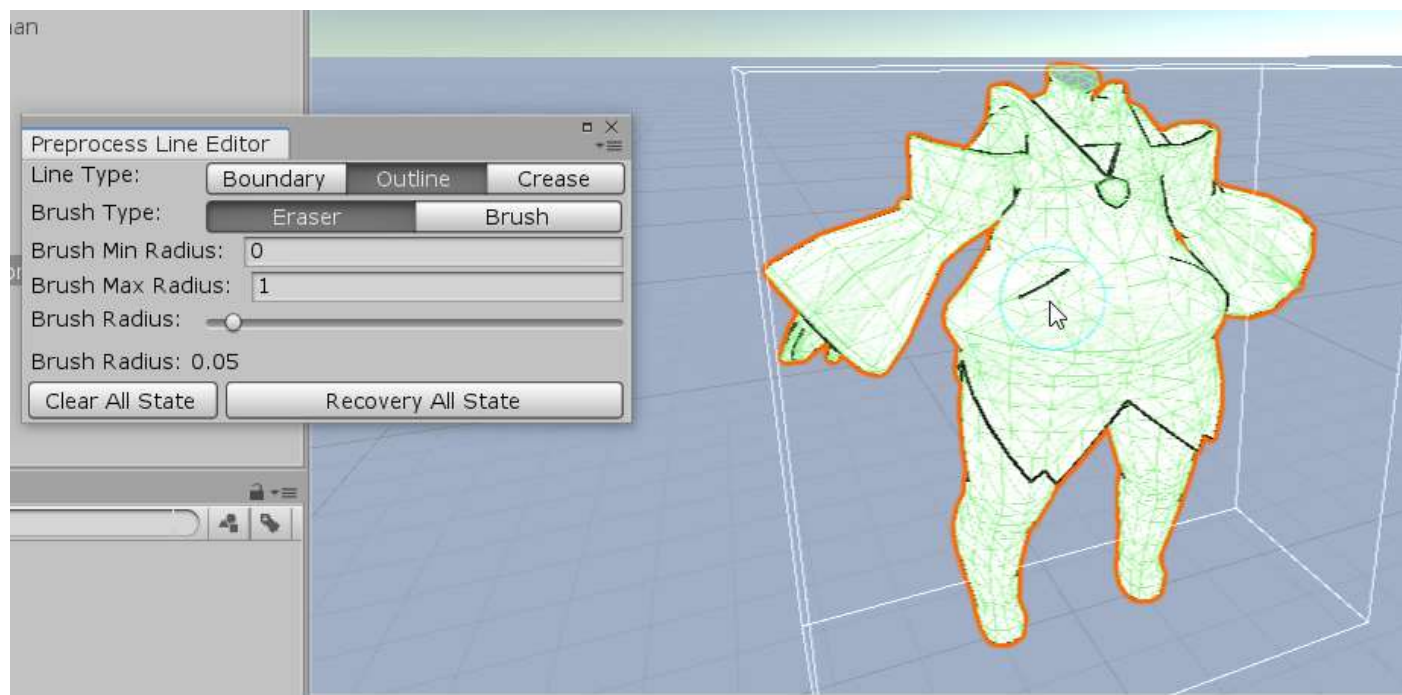 Preprocess Line Editor
Line Type: Boundary Outline Crease
Brush Type: Eraser Brush
Brush Min Radius: 0
Brush Max Radius: 1
Brush Radius:
Brush Radius: 0.05
Clear All State Recovery All State